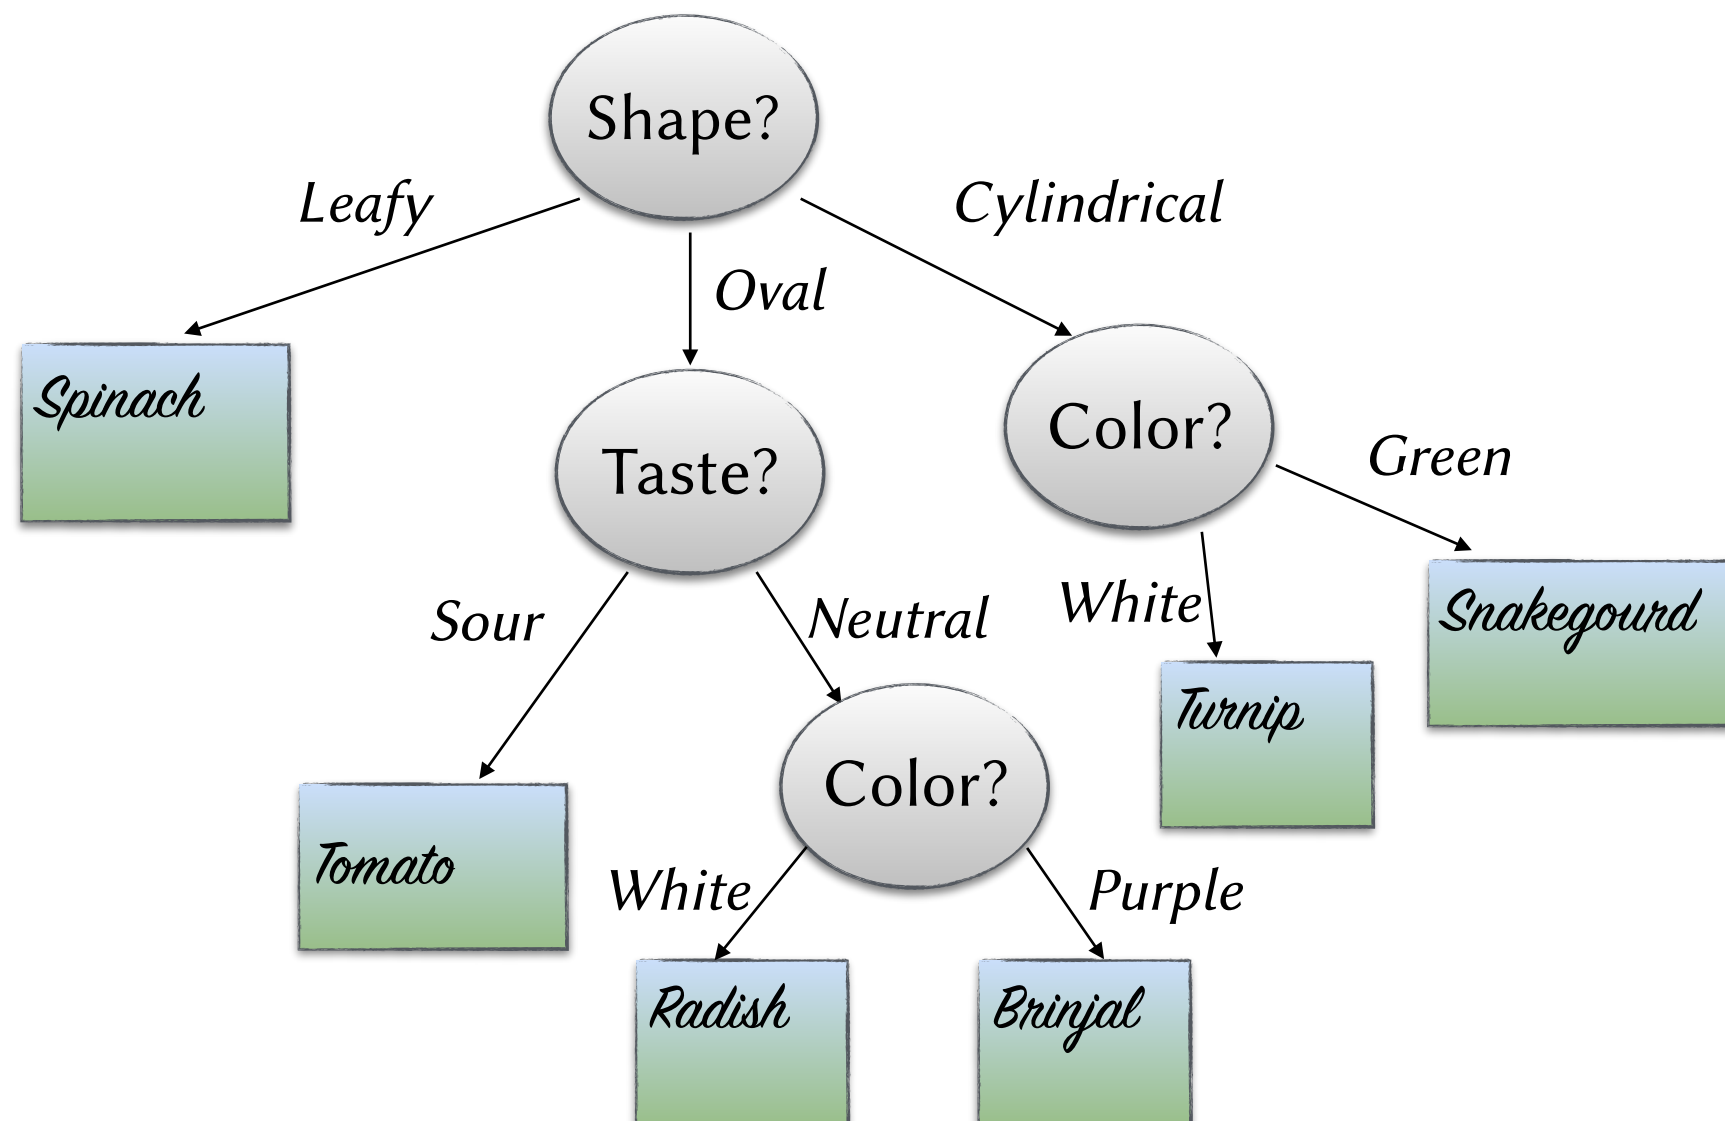 Shape?
Leafy
Cylindrical
Oval
Spinach
Taste?
Color?
Green
Sour
Neutral
White
Snakegourd
Turnip
Color?
Tomato
White
Purple
Radish
Brinjal